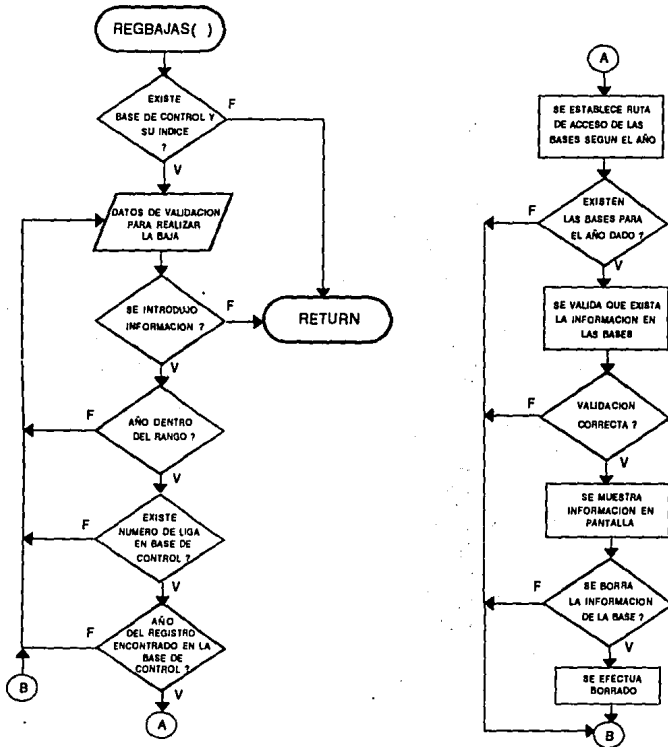 REGBAJAS( )
EXISTE
BASE DE CONTROL Y
SU INDICE
?
F
V
DATOS DE VALIDACION
PARA REALIZAR
LA BAJA
SE INTRODUJO
INFORMACION ?
F
RETURN
V
AÑO DENTRO
DEL RANGO ?
F
V
EXISTE
NUMERO DE LIGA
EN BASE DE
CONTROL ?
F
V
AÑO
DEL REGISTRO
ENCONTRADO EN LA
BASE DE
CONTROL ?
F
V
B
A
A
SE ESTABLECE RUTA
DE ACCESO DE LAS
BASES SEGUN EL AÑO
EXISTEN
LAS BASES PARA
EL AÑO DADO ?
F
V
SE VALIDA QUE EXISTA
LA INFORMACION EN
LAS BASES
VALIDACION
CORRECTA ?
F
V
SE MUESTRA
INFORMACION EN
PANTALLA
SE BORRA
LA INFORMACION
DE LA BASE ?
F
V
SE EFECTUA
BORRADO
B